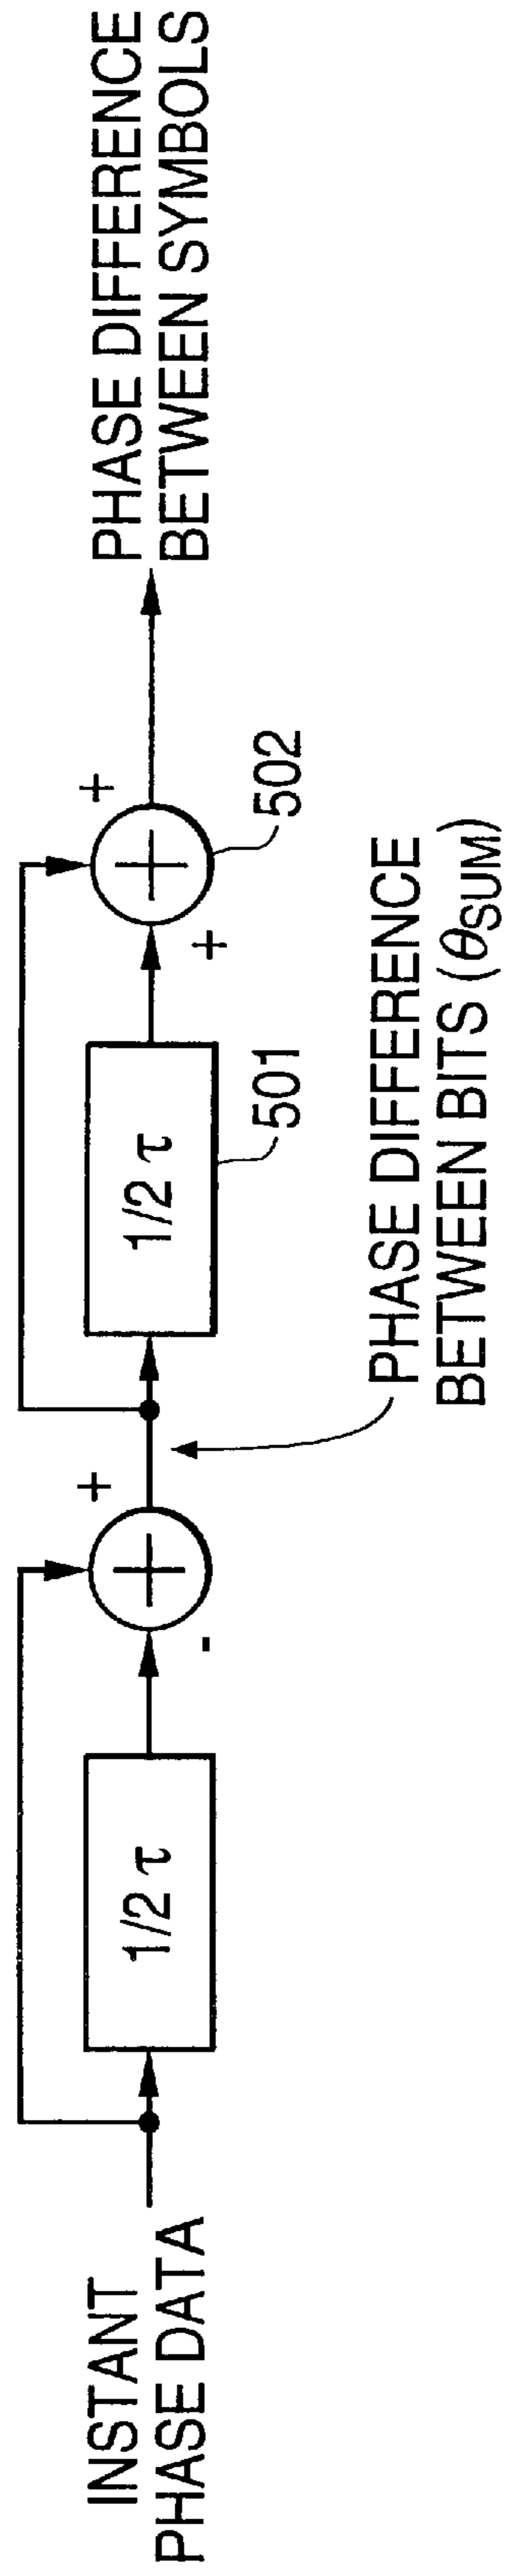 INSTANT
PHASE DATA
1/2 τ
-
+
PHASE DIFFERENCE
BETWEEN BITS (θSUM)
1/2 τ
501
+
+
502
PHASE DIFFERENCE
BETWEEN SYMBOLS